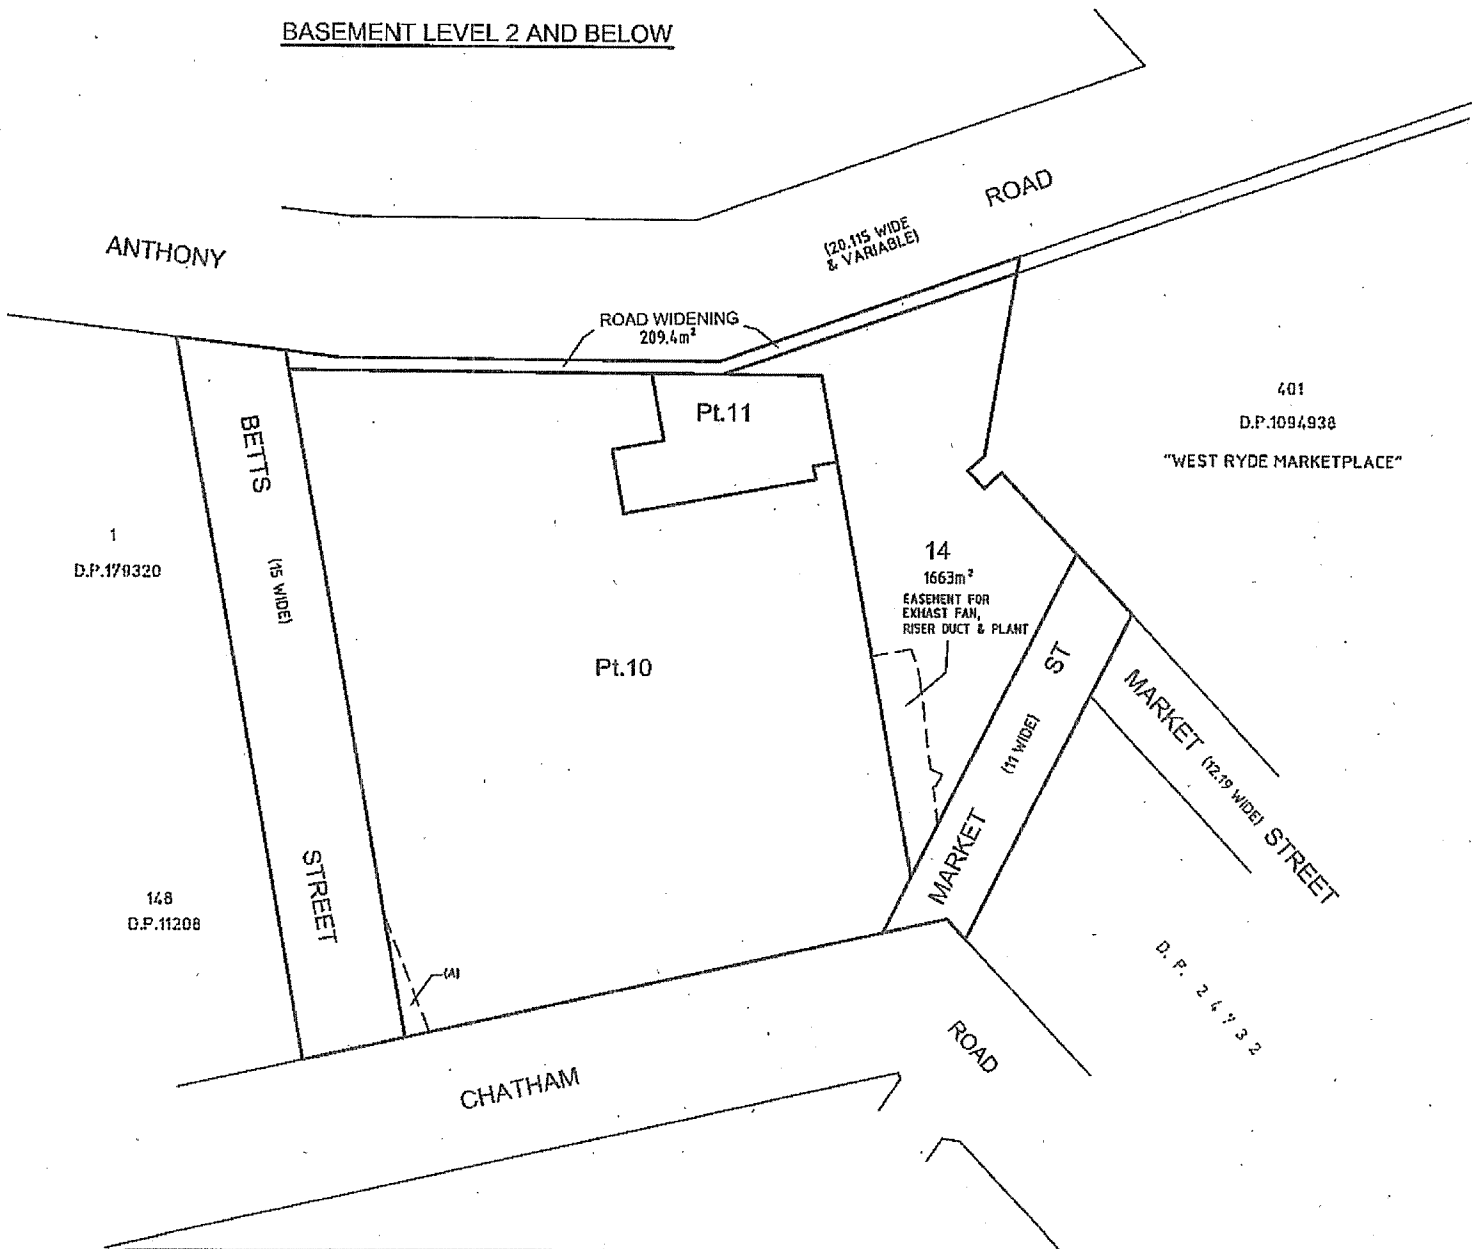 BASEMENT LEVEL 2 AND BELOW
ROAD
ANTHONY
(20.115 WIDE
& VARIABLE)
ROAD WIDENING
209.4m²
401
D.P.1094938
"WEST RYDE MARKETPLACE"
Pt.11
BETTS
(15 WIDE)
STREET
1
D.P.179320
14
1663m²
EASEMENT FOR
EXHAST FAN,
RISER DUCT & PLANT
Pt.10
MARKET (11 WIDE) ST
MARKET (12.19 WIDE) STREET
148
D.P.11208
(A)
D.P. 24932
CHATHAM
ROAD